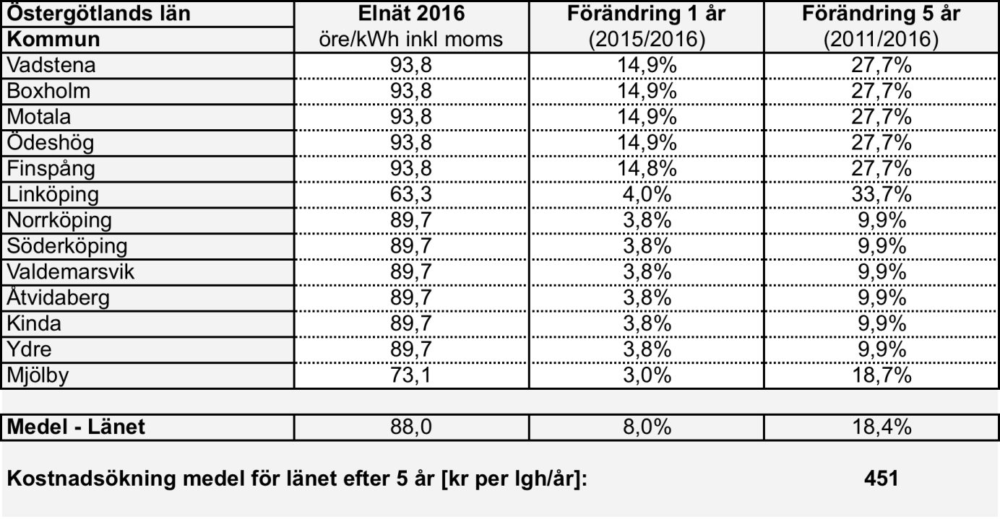 Östergötlands län Elnät 2016 Förändring 1 år Förändring 5 år
Kommun öre/kWh inkl moms (2015/2016) (2011/2016)
Vadstena 93,8 14,9% 27,7%
Boxholm 93,8 14,9% 27,7%
Motala 93,8 14,9% 27,7%
Ödeshög 93,8 14,9% 27,7%
Finspång 93,8 14,8% 27,7%
Linköping 63,3 4,0% 33,7%
Norrköping 89,7 3,8% 9,9%
Söderköping 89,7 3,8% 9,9%
Valdemarsvik 89,7 3,8% 9,9%
Åtvidaberg 89,7 3,8% 9,9%
Kinda 89,7 3,8% 9,9%
Ydre 89,7 3,8% 9,9%
Mjölby 73,1 3,0% 18,7%
Medel - Länet 88,0 8,0% 18,4%
Kostnadsökning medel för länet efter 5 år [kr per lgh/år]: 451